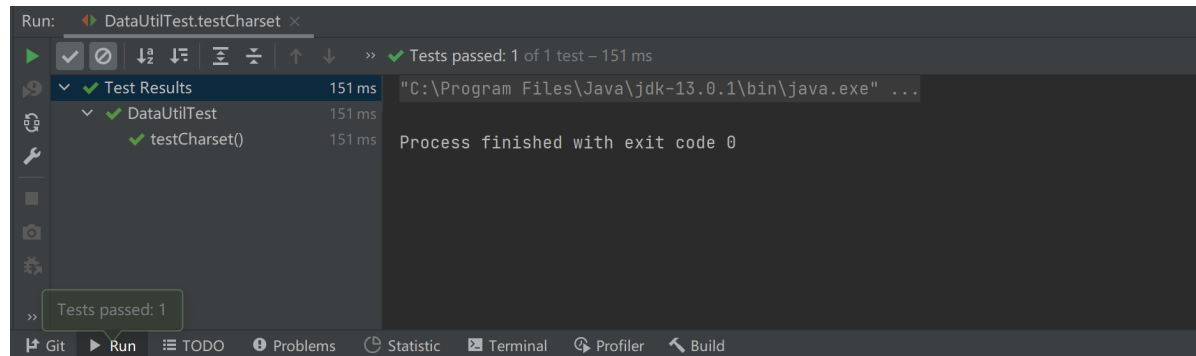 Run: DataUtilTest.testCharset
» Tests passed: 1 of 1 test – 151 ms
Test Results 151 ms
DataUtilTest 151 ms
testCharset() 151 ms
"C:\Program Files\Java\jdk-13.0.1\bin\java.exe" ...
Process finished with exit code 0
» Tests passed: 1
Git Run TODO Problems Statistic Terminal Profiler Build